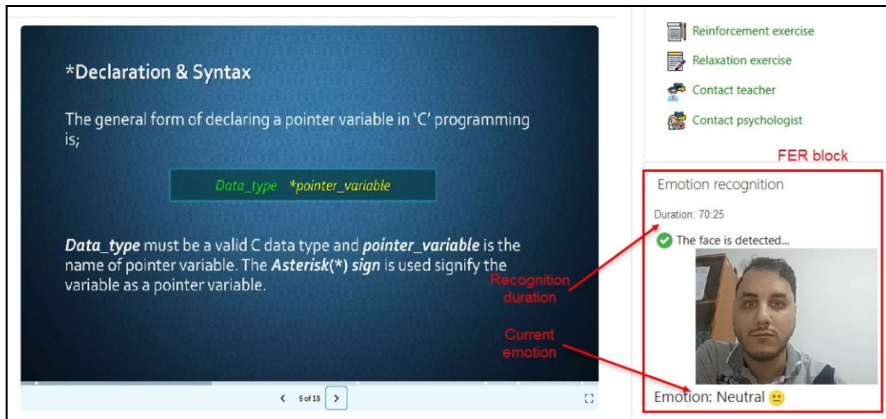 *Declaration & Syntax
The general form of declaring a pointer variable in 'C' programming
is;
Data_type *pointer_variable
Data_type must be a valid C data type and pointer_variable is the
name of pointer variable. The Asterisk(*) sign is used signify the
variable as a pointer variable.
6 of 18
Reinforcement exercise
Relaxation exercise
Contact teacher
Contact psychologist
FER block
Emotion recognition
Duration: 70:25
The face is detected...
Recognition
duration
Current
emotion
Emotion: Neutral